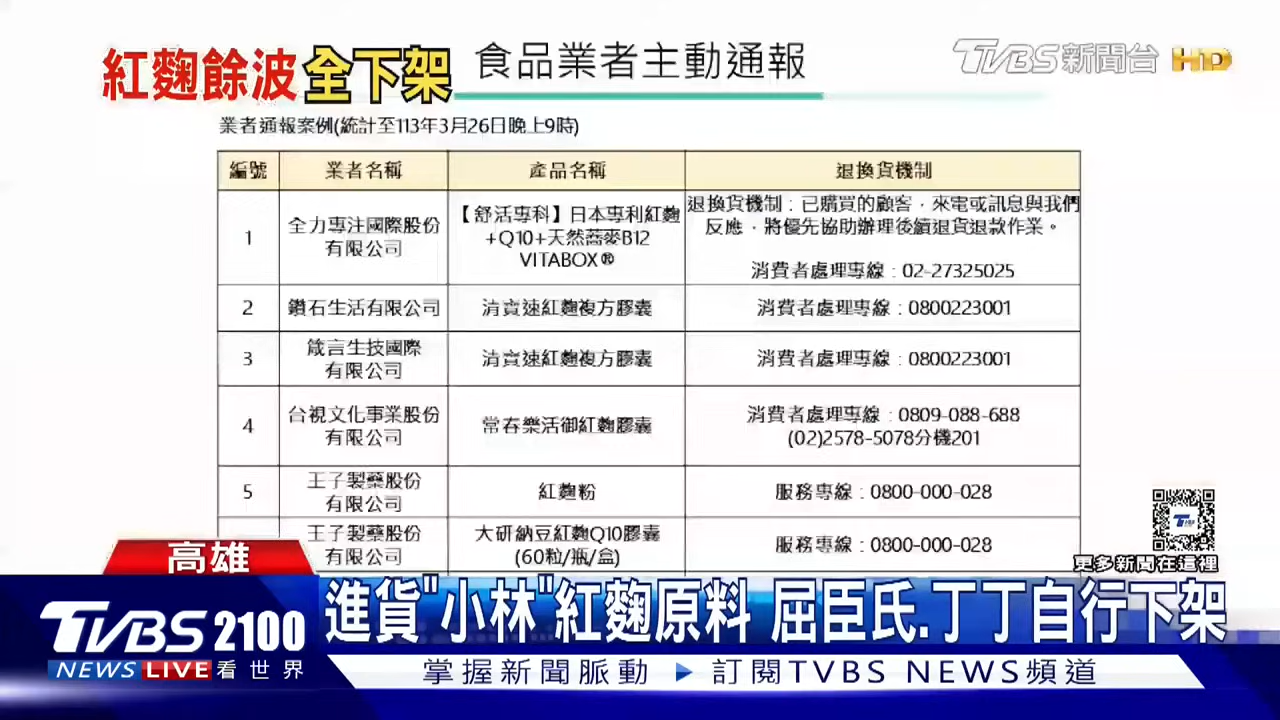 紅麴餘波 全下架 食品業者主動通報
TVBS新聞台 HD
業者通報案例(統計至113年3月26日晚上9時)
編號 業者名稱 產品名稱 退換貨機制
1
全力專注國際股份
有限公司
【舒活專科】日本專利紅麴
+Q10+天然蕎麥B12
VITABOX®
退換貨機制：已購買的顧客，來電或訊息與我們
反應，將優先協助辦理後續退貨退款作業。
消費者處理專線：02-27325025
2 鑽石生活有限公司 清寶速紅麴複方膠囊 消費者處理專線：0800223001
3
箴言生技國際
有限公司
清寶速紅麴複方膠囊
消費者處理專線：0800223001
4
台視文化事業股份
有限公司
常春樂活御紅麴膠囊
消費者處理專線：0809-088-688
(02)2578-5078分機201
5
王子製藥股份
有限公司
紅麴粉
服務專線：0800-000-028
王子製藥股份
有限公司
大研納豆紅麴Q10膠囊
(60粒/瓶/盒)
服務專線：0800-000-028
更多新聞在這裡
高雄
進貨"小林"紅麴原料 屈臣氏.丁丁自行下架
TVBS 2100
NEWS LIVE 看世界
掌握新聞脈動 ▶ 訂閱TVBS NEWS頻道